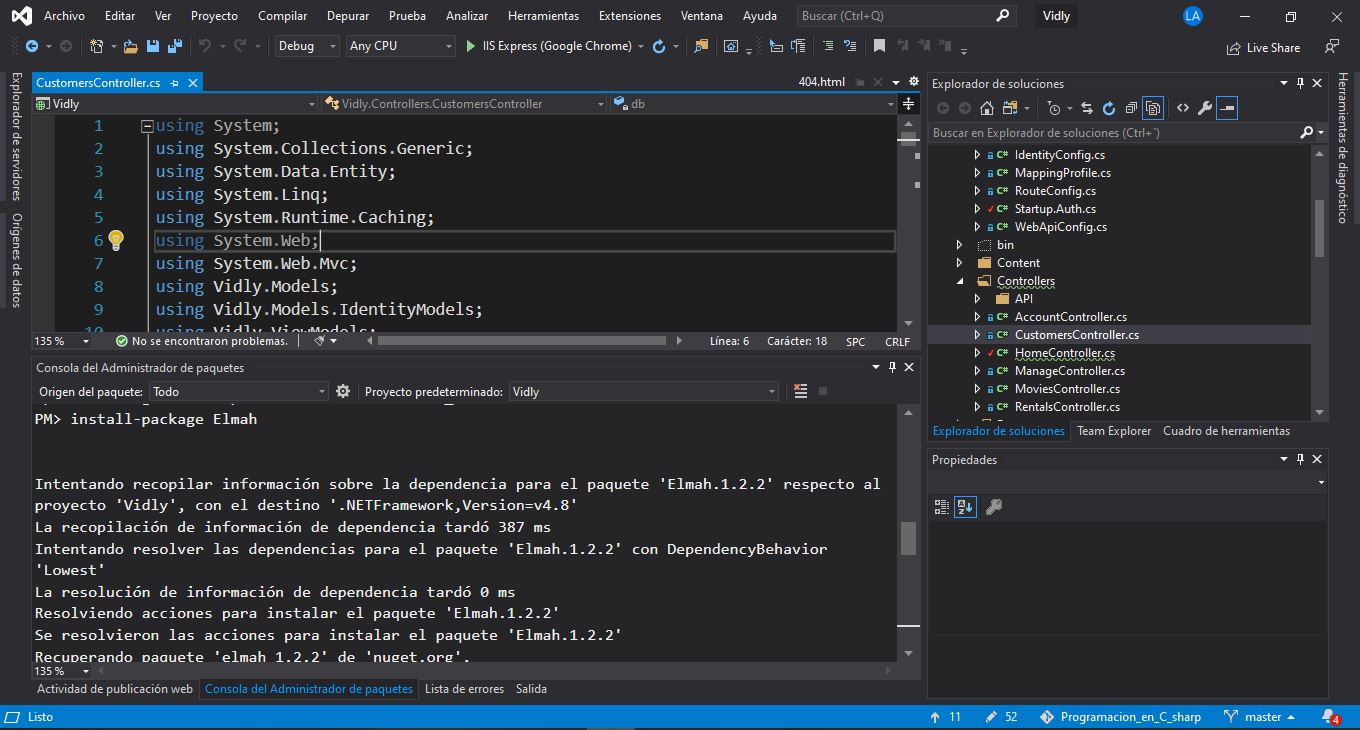 Archivo Editar Ver Proyecto Compilar Depurar Prueba Analizar Herramientas Extensiones Ventana Ayuda Buscar (Ctrl+Q) Vidly LA
Debug Any CPU IIS Express (Google Chrome) Live Share
Explorador de servidores
Orígenes de datos
CustomersController.cs 404.html
Vidly Vidly.Controllers.CustomersController db
1 using System;
2 using System.Collections.Generic;
3 using System.Data.Entity;
4 using System.Linq;
5 using System.Runtime.Caching;
6 using System.Web;
7 using System.Web.Mvc;
8 using Vidly.Models;
9 using Vidly.Models.IdentityModels;
10 using Vidly.ViewModels;
135 % No se encontraron problemas. Línea: 6 Carácter: 18 SPC CRLF
Consola del Administrador de paquetes
Origen del paquete: Todo Proyecto predeterminado: Vidly
PM> install-package Elmah
Intentando recopilar información sobre la dependencia para el paquete 'Elmah.1.2.2' respecto al
proyecto 'Vidly', con el destino '.NETFramework,Version=v4.8'
La recopilación de información de dependencia tardó 387 ms
Intentando resolver las dependencias para el paquete 'Elmah.1.2.2' con DependencyBehavior
'Lowest'
La resolución de información de dependencia tardó 0 ms
Resolviendo acciones para instalar el paquete 'Elmah.1.2.2'
Se resolvieron las acciones para instalar el paquete 'Elmah.1.2.2'
Recuperando paquete 'elmah 1.2.2' de 'nuget.org'.
135 %
Actividad de publicación web Consola del Administrador de paquetes Lista de errores Salida
Explorador de soluciones
Buscar en Explorador de soluciones (Ctrl+´)
C# IdentityConfig.cs
C# MappingProfile.cs
C# RouteConfig.cs
C# Startup.Auth.cs
C# WebApiConfig.cs
bin
Content
Controllers
API
C# AccountController.cs
C# CustomersController.cs
C# HomeController.cs
C# ManageController.cs
C# MoviesController.cs
C# RentalsController.cs
Explorador de soluciones Team Explorer Cuadro de herramientas
Propiedades
Herramientas de diagnóstico
Listo 11 52 Programacion_en_C_sharp master 4